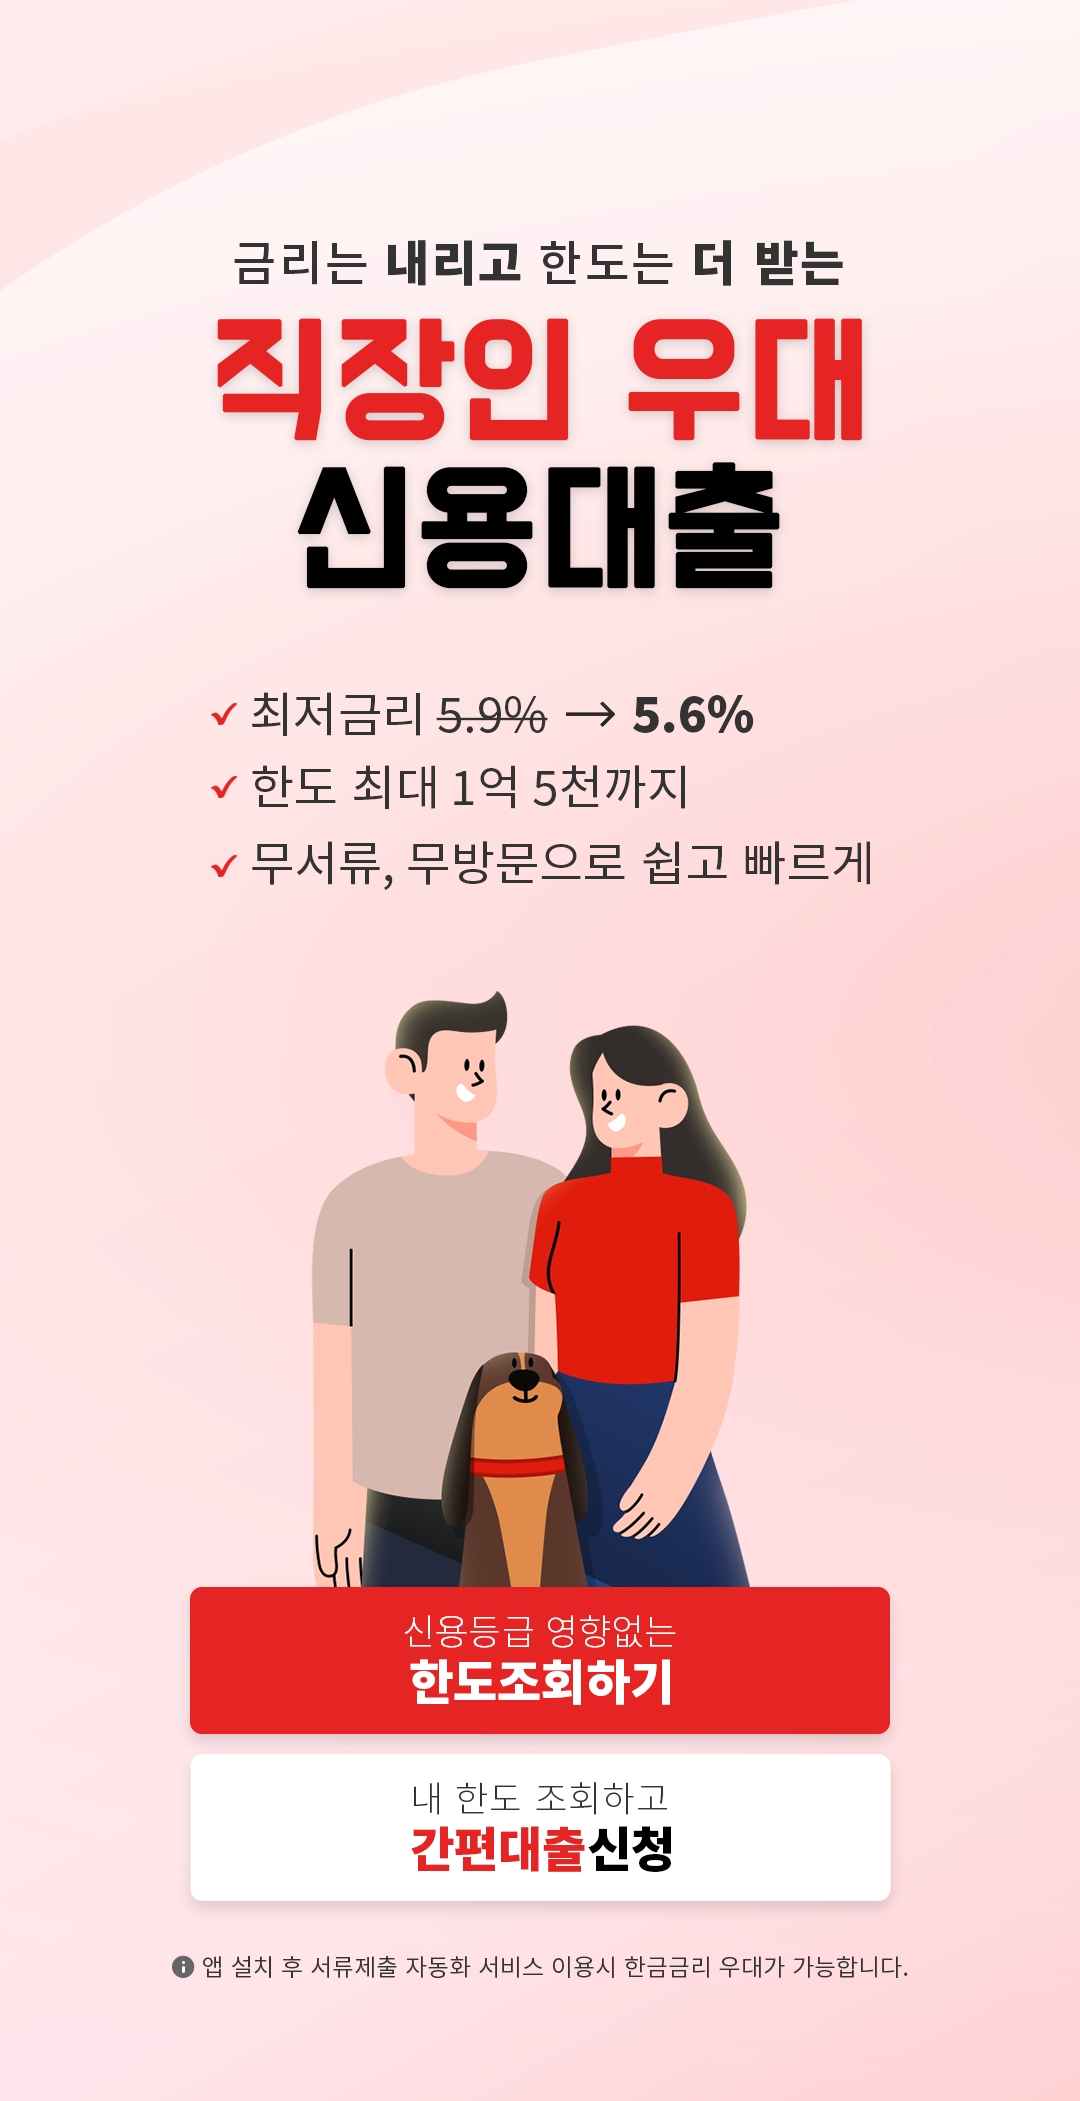 금리는 내리고 한도는 더 받는
직장인 우대
신용대출
최저금리 5.9% → 5.6%
한도 최대 1억 5천까지
무서류, 무방문으로 쉽고 빠르게
신용등급 영향없는
한도조회하기
내 한도 조회하고
간편대출신청
앱 설치 후 서류제출 자동화 서비스 이용시 한금금리 우대가 가능합니다.